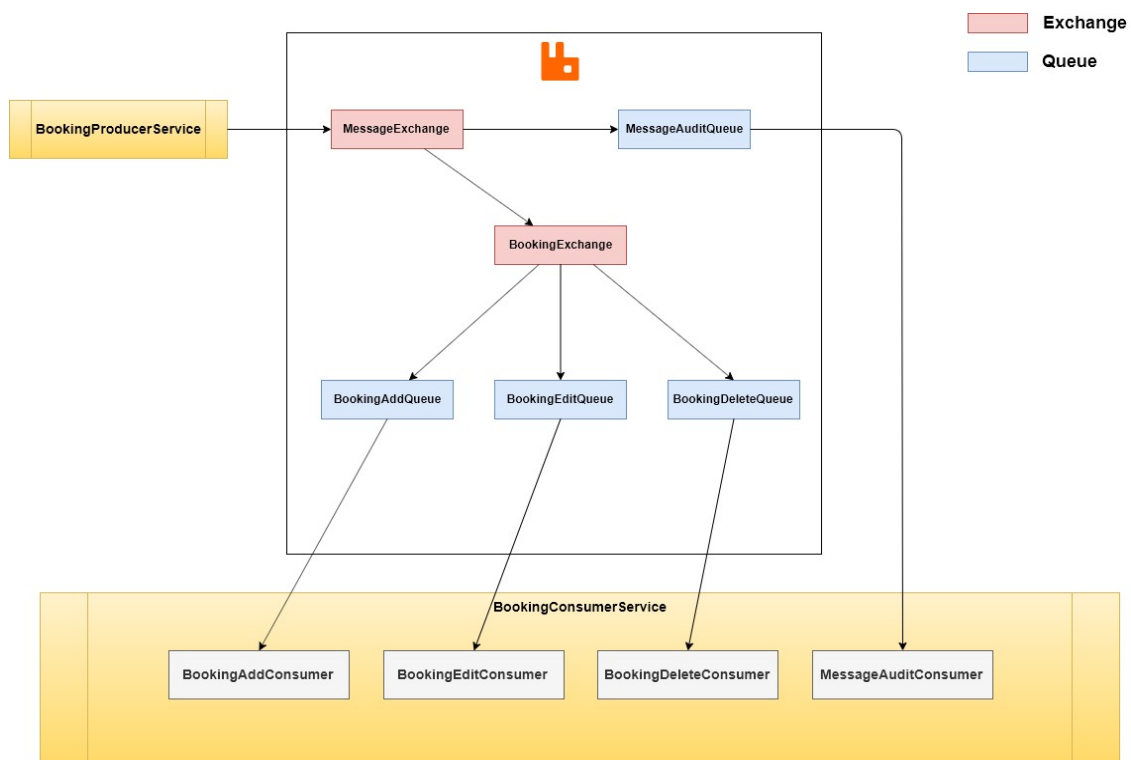 Exchange
Queue
BookingProducerService
MessageExchange
MessageAuditQueue
BookingExchange
BookingAddQueue
BookingEditQueue
BookingDeleteQueue
BookingConsumerService
BookingAddConsumer
BookingEditConsumer
BookingDeleteConsumer
MessageAuditConsumer